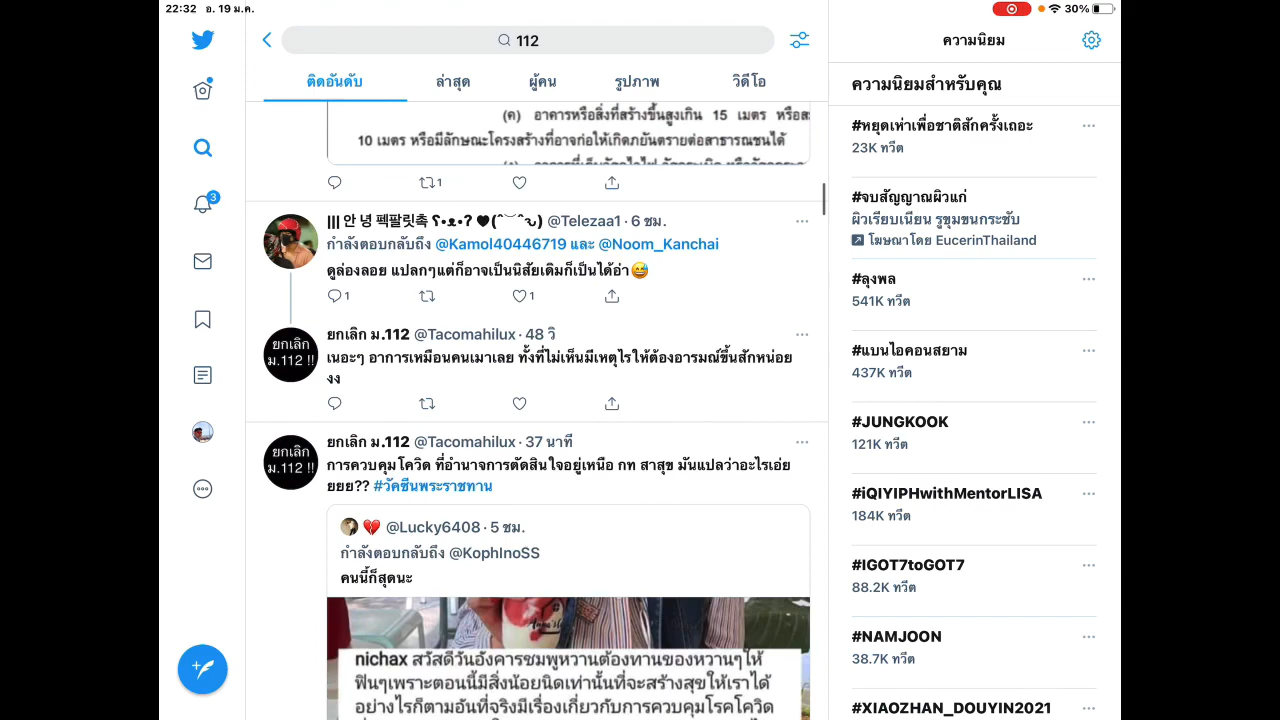 22:32 อ. 19 ม.ค.
30%
112
ติดอันดับ ล่าสุด ผู้คน รูปภาพ วิดีโอ
(ค) อาคารหรือสิ่งที่สร้างขึ้นสูงเกิน 15 เมตร
10 เมตร หรือมีลักษณะโครงสร้างที่อาจก่อให้เกิดภยันตรายต่อสาธารณชนได้
1
||| 안 녕 펙팔릿촉 ʕ•ᴥ•ʔ ♥(ˆ‿ˆԅ) @Telezaa1 · 6 ชม.
กำลังตอบกลับถึง @Kamol40446719 และ @Noom_Kanchai
ดูล่องลอย แปลกๆแต่ก็อาจเป็นนิสัยเดิมก็เป็นได้อ่า😅
1 1
ยกเลิก
ม.112 !!
ยกเลิก ม.112 @Tacomahilux · 48 วิ
เนอะๆ อาการเหมือนคนเมาเลย ทั้งที่ไม่เห็นมีเหตุไรให้ต้องอารมณ์ขึ้นสักหน่อย
งง
ยกเลิก
ม.112 !!
ยกเลิก ม.112 @Tacomahilux · 37 นาที
การควบคุมโควิด ที่อำนาจการตัดสินใจอยู่เหนือ กท สาสุข มันแปลว่าอะไรเอ่ย
ยยย?? #วัคซีนพระราชทาน
💔 @Lucky6408 · 5 ชม.
กำลังตอบกลับถึง @KophInoSS
คนนี้ก็สุดนะ
nichax สวัสดีวันอังคารชมพูหวานต้องทานของหวานๆให้
ฟินๆเพราะตอนนี้มีสิ่งน้อยนิดเท่านั้นที่จะสร้างสุขให้เราได้
อย่างไรก็ตามอันที่จริงมีเรื่องเกี่ยวกับการควบคุมโรคโควิด
3
ความนิยม
ความนิยมสำหรับคุณ
#หยุดเห่าเพื่อชาติสักครั้งเถอะ
23K ทวีต
#จบสัญญาณผิวแก่
ผิวเรียบเนียน รูขุมขนกระชับ
โฆษณาโดย EucerinThailand
#ลุงพล
541K ทวีต
#แบนไอคอนสยาม
437K ทวีต
#JUNGKOOK
121K ทวีต
#iQIYIPHwithMentorLISA
184K ทวีต
#IGOT7toGOT7
88.2K ทวีต
#NAMJOON
38.7K ทวีต
#XIAOZHAN_DOUYIN2021